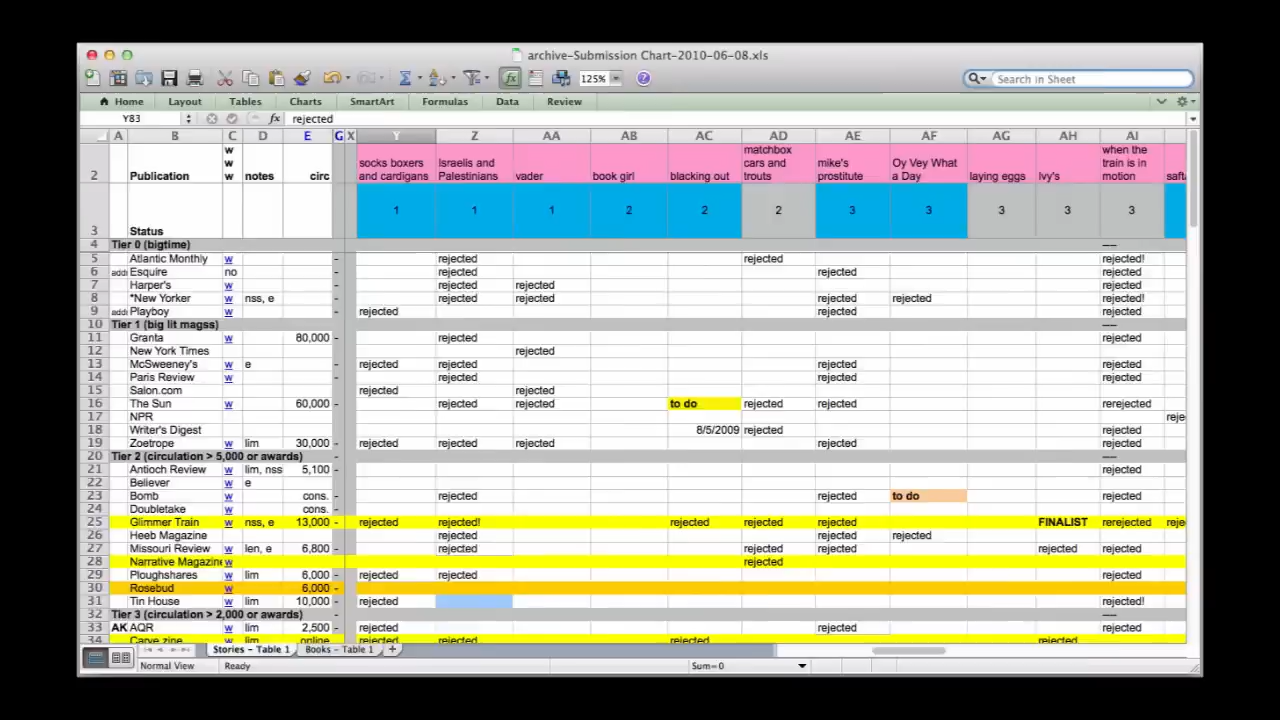 archive-Submission Chart-2010-06-08.xls
125% Search in Sheet
Home Layout Tables Charts SmartArt Formulas Data Review
Y83 fx rejected
A B C D E G X Y Z AA AB AC AD AE AF AG AH AI
2 Publication w w w notes circ socks boxers and cardigans Israelis and Palestinians vader book girl blacking out matchbox cars and trouts mike's prostitute Oy Vey What a Day laying eggs Ivy's when the train is in motion
3 Status 1 1 1 2 2 2 3 3 3 3 3
4 Tier 0 (bigtime) ----
5 Atlantic Monthly w - rejected rejected rejected!
6 Esquire no - rejected rejected rejected
7 Harper's w - rejected rejected rejected
8 *New Yorker w nss, e - rejected rejected rejected rejected rejected!
9 Playboy w - rejected rejected rejected
10 Tier 1 (big lit magss) ----
11 Granta w 80,000 - rejected rejected
12 New York Times rejected
13 McSweeney's w e - rejected rejected rejected rejected
14 Paris Review w - rejected rejected rejected
15 Salon.com - rejected rejected
16 The Sun w 60,000 - rejected rejected to do rejected rejected rerejected
17 NPR
18 Writer's Digest 8/5/2009 rejected rejected
19 Zoetrope w lim 30,000 - rejected rejected rejected rejected rejected
20 Tier 2 (circulation > 5,000 or awards) - ----
21 Antioch Review w lim, nss 5,100 - rejected
22 Believer w e -
23 Bomb w cons. - rejected rejected to do rejected
24 Doubletake w cons. -
25 Glimmer Train w nss, e 13,000 - rejected rejected! rejected rejected rejected FINALIST rerejected
26 Heeb Magazine w rejected rejected rejected
27 Missouri Review w len, e 6,800 - rejected rejected rejected rejected rejected
28 Narrative Magazine w rejected
29 Ploughshares w lim 6,000 - rejected rejected rejected
30 Rosebud w 6,000 -
31 Tin House w lim 10,000 - rejected rejected!
32 Tier 3 (circulation > 2,000 or awards) -
33 AK AQR w lim 2,500 - rejected rejected rejected
34 Carve zine w lim online - rejected rejected rejected rejected
Stories – Table 1 Books – Table 1 +
Normal View Ready Sum=0